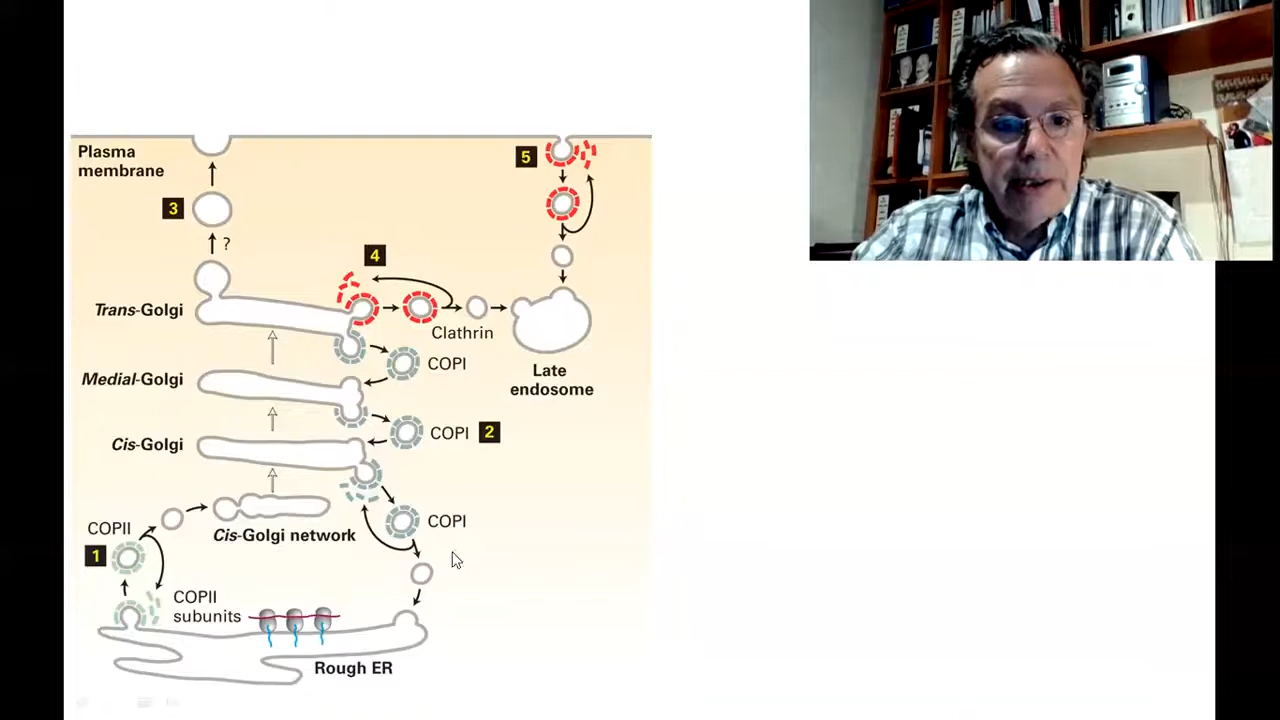 Plasma
membrane
5
3
?
4
Trans-Golgi
Clathrin
COPI
Medial-Golgi
Late
endosome
COPI 2
Cis-Golgi
COPII
COPI
Cis-Golgi network
1
COPII
subunits
Rough ER